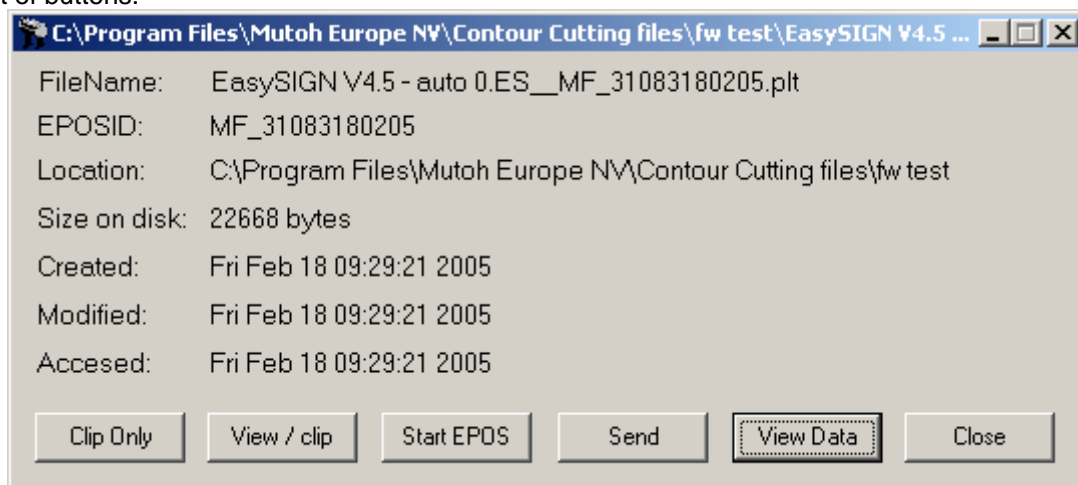 t of buttons.
C:\Program Files\Mutoh Europe NV\Contour Cutting files\fw test\EasySIGN V4.5 ...
FileName: EasySIGN V4.5 - auto 0.ES__MF_31083180205.plt
EPOSID: MF_31083180205
Location: C:\Program Files\Mutoh Europe NV\Contour Cutting files\fw test
Size on disk: 22668 bytes
Created: Fri Feb 18 09:29:21 2005
Modified: Fri Feb 18 09:29:21 2005
Accesed: Fri Feb 18 09:29:21 2005
Clip Only View / clip Start EPOS Send View Data Close